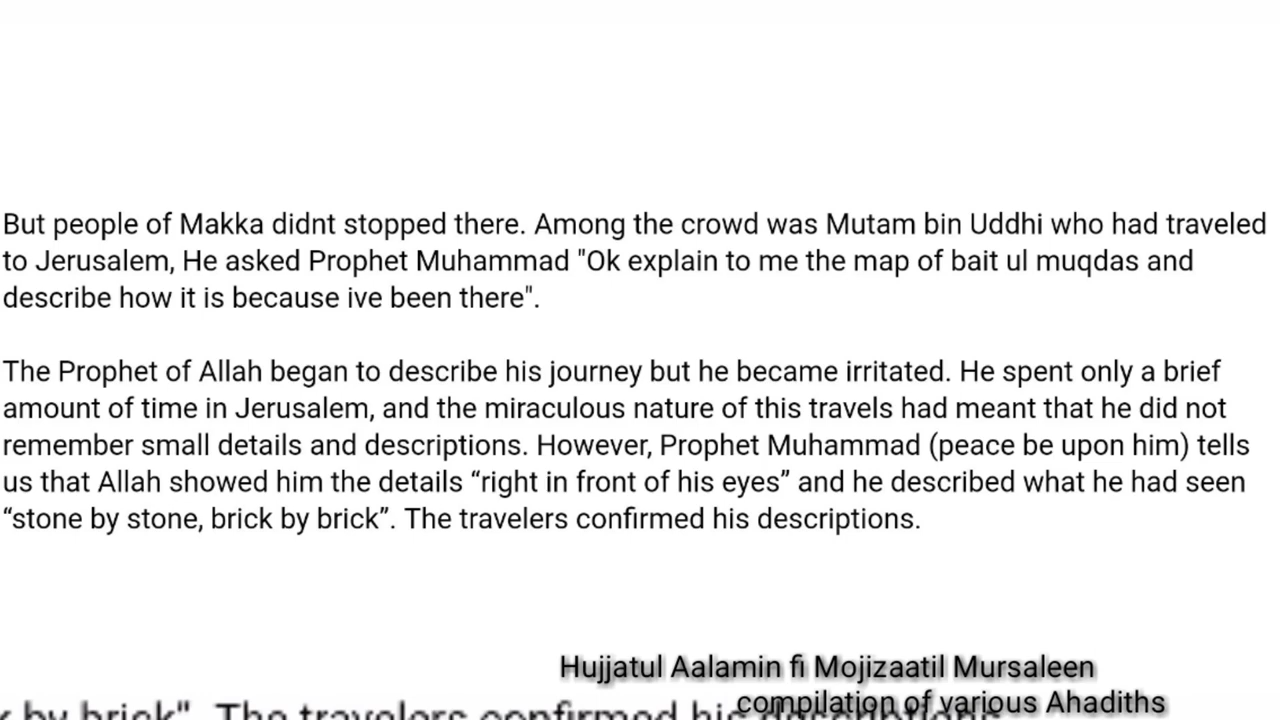 But people of Makka didnt stopped there. Among the crowd was Mutam bin Uddhi who had traveled
to Jerusalem, He asked Prophet Muhammad "Ok explain to me the map of bait ul muqdas and
describe how it is because ive been there".
The Prophet of Allah began to describe his journey but he became irritated. He spent only a brief
amount of time in Jerusalem, and the miraculous nature of this travels had meant that he did not
remember small details and descriptions. However, Prophet Muhammad (peace be upon him) tells
us that Allah showed him the details “right in front of his eyes” and he described what he had seen
“stone by stone, brick by brick”. The travelers confirmed his descriptions.
Hujjatul Aalamin fi Mojizaatil Mursaleen
compilation of various Ahadiths
by brick". The travelers confirmed his